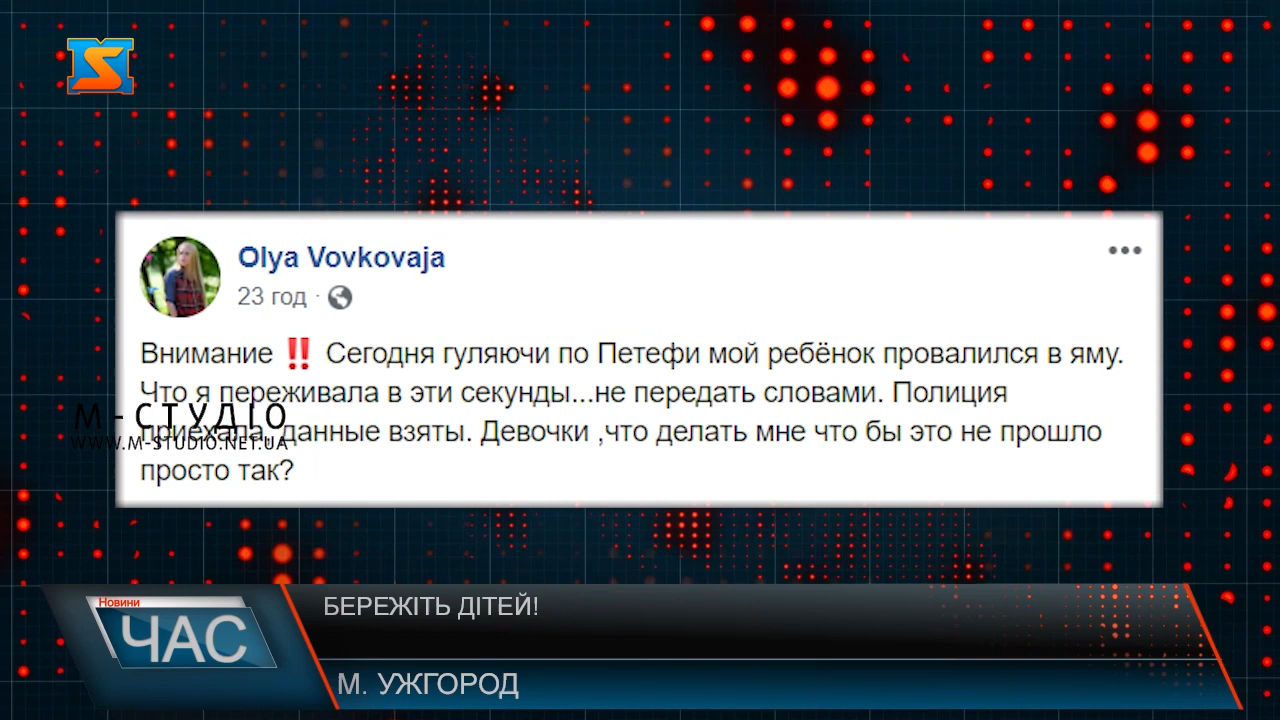 Olya Vovkovaja
23 год ·
Внимание ‼️ Сегодня гуляючи по Петефи мой ребёнок провалился в яму.
Что я переживала в эти секунды...не передать словами. Полиция
М-СТУДІО
приехала, данные взяты. Девочки ,что делать мне что бы это не прошло
WWW.M-STUDIO.NET.UA
просто так?
Новини
ЧАС
БЕРЕЖІТЬ ДІТЕЙ!
М. УЖГОРОД